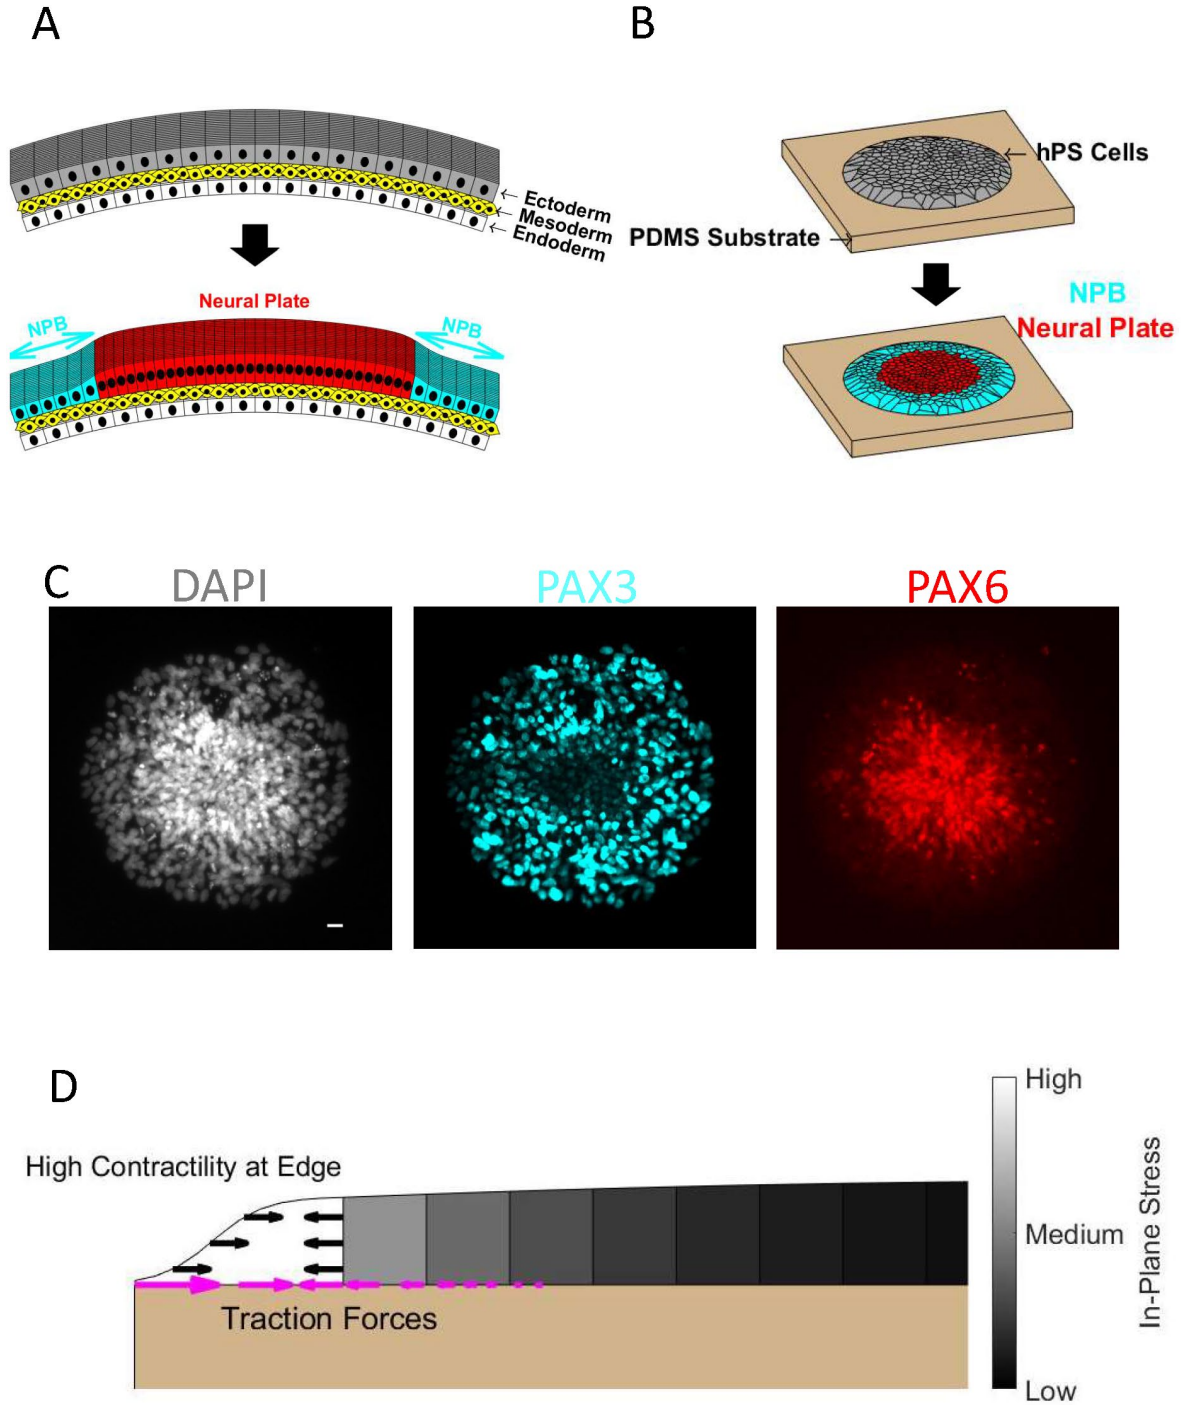 A
B
Ectoderm
Mesoderm
Endoderm
hPS Cells
PDMS Substrate
Neural Plate
NPB
NPB
NPB
Neural Plate
C
DAPI
PAX3
PAX6
D
High Contractility at Edge
Traction Forces
High
Medium
Low
In-Plane Stress